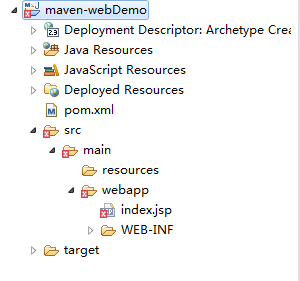 maven-webDemo
Deployment Descriptor: Archetype Crea
Java Resources
JavaScript Resources
Deployed Resources
pom.xml
src
main
resources
webapp
index.jsp
WEB-INF
target